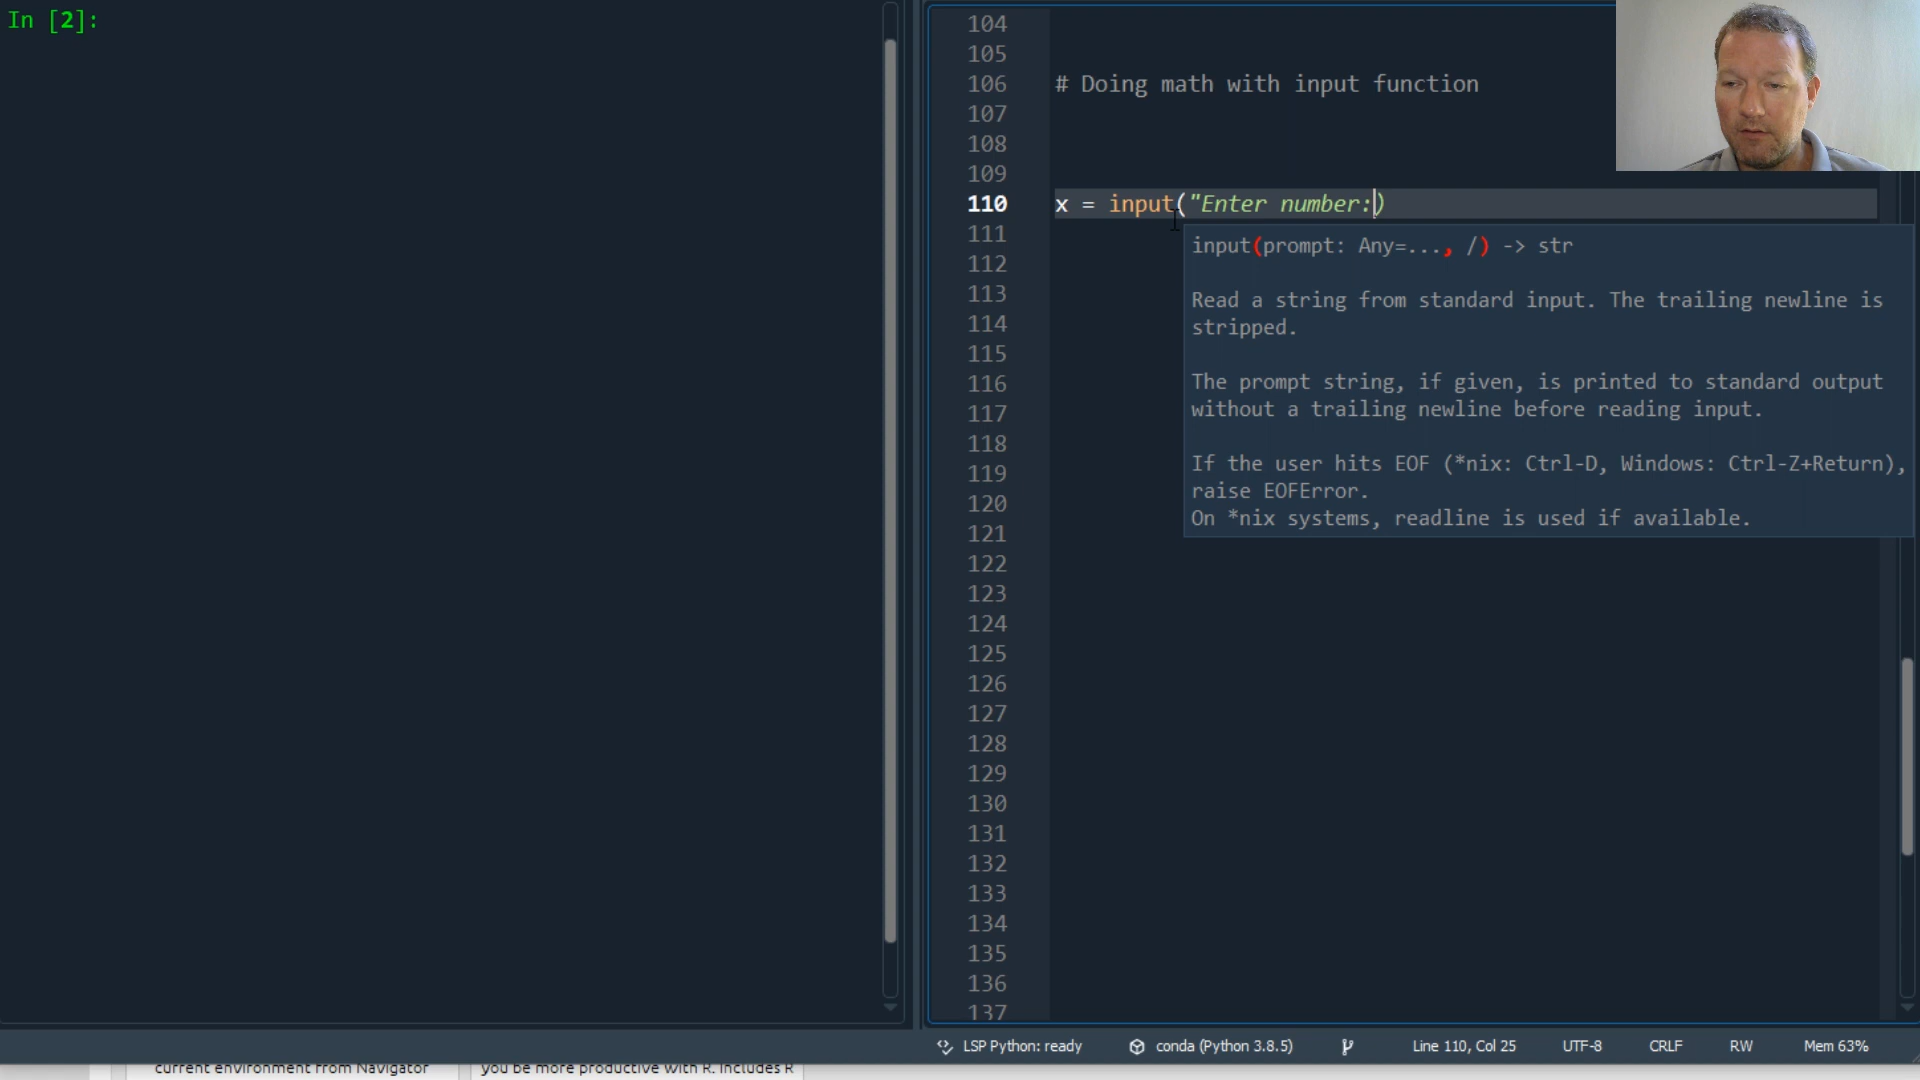 In [2]:
104
105
106 # Doing math with input function
107
108
109
110 x = input("Enter number:)
111
112
113
114
115
116
117
118
119
120
121
122
123
124
125
126
127
128
129
130
131
132
133
134
135
136
137
input(prompt: Any=..., /) -> str
Read a string from standard input. The trailing newline is
stripped.
The prompt string, if given, is printed to standard output
without a trailing newline before reading input.
If the user hits EOF (*nix: Ctrl-D, Windows: Ctrl-Z+Return),
raise EOFError.
On *nix systems, readline is used if available.
LSP Python: ready conda (Python 3.8.5) Line 110, Col 25 UTF-8 CRLF RW Mem 63%
current environment from Navigator you be more productive with R. Includes R